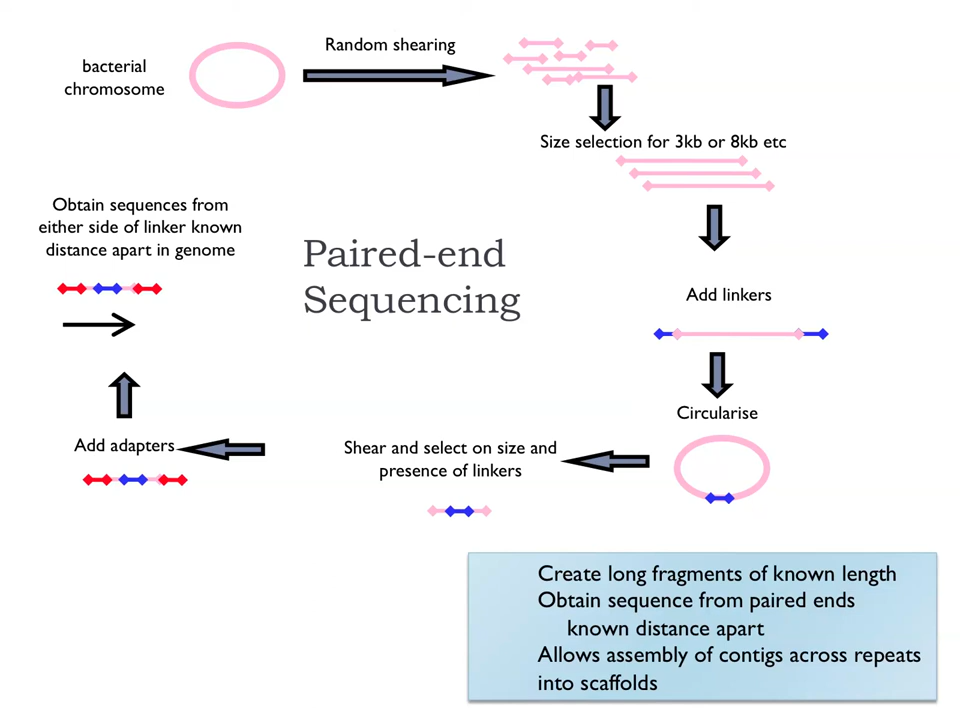 Random shearing
bacterial
chromosome
Size selection for 3kb or 8kb etc
Obtain sequences from
either side of linker known
distance apart in genome
Paired-end
Sequencing
Add linkers
Circularise
Add adapters
Shear and select on size and
presence of linkers
Create long fragments of known length
Obtain sequence from paired ends
known distance apart
Allows assembly of contigs across repeats
into scaffolds